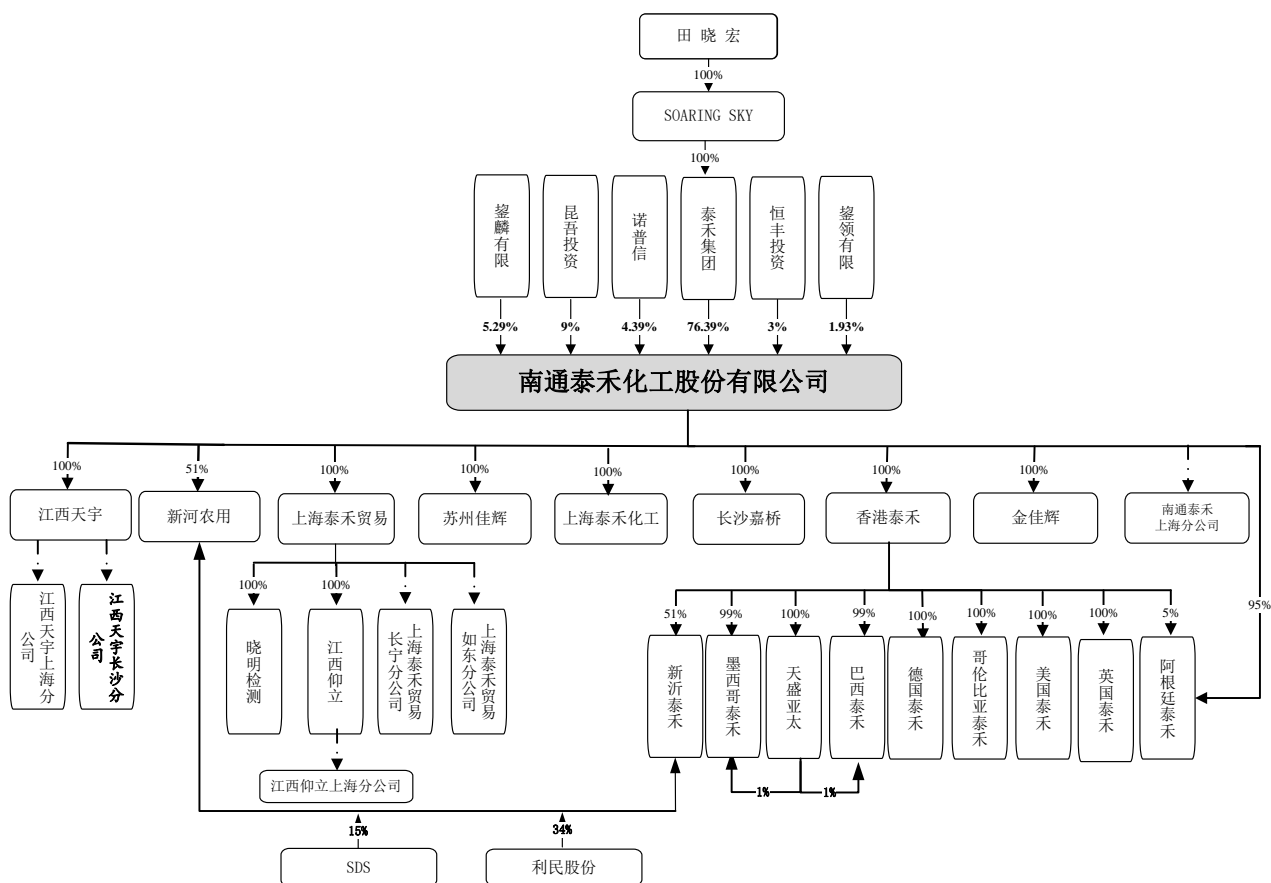 田 晓 宏
100%
SOARING SKY
100%
鋆麟有限
昆吾投资
诺普信
泰禾集团
恒丰投资
鋆领有限
5.29%
9%
4.39%
76.39%
3%
1.93%
南通泰禾化工股份有限公司
100%
51%
100%
100%
100%
100%
100%
100%
江西天宇
新河农用
上海泰禾贸易
苏州佳辉
上海泰禾化工
长沙嘉桥
香港泰禾
金佳辉
南通泰禾
上海分公司
95%
江西天宇上海分
公司
江西天宇长沙分
公司
100%
100%
晓明检测
江西仰立
上海泰禾贸易
长宁分公司
上海泰禾贸易
如东分公司
江西仰立上海分公司
51%
99%
100%
99%
100%
100%
100%
100%
5%
新沂泰禾
墨西哥泰禾
天盛亚太
巴西泰禾
德国泰禾
哥伦比亚泰禾
美国泰禾
英国泰禾
阿根廷泰禾
1%
1%
15%
34%
SDS
利民股份